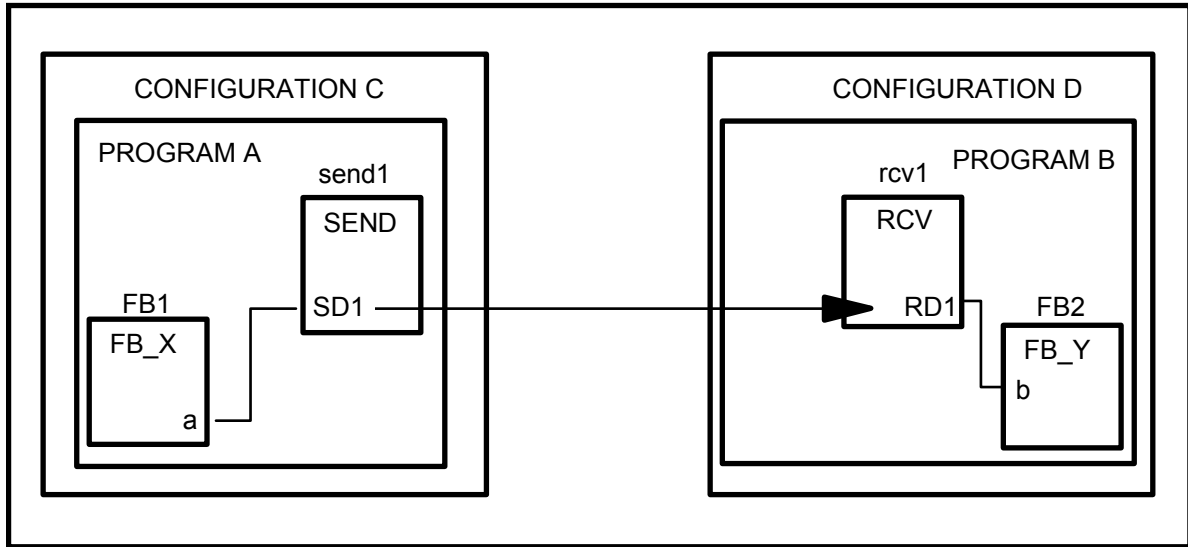 CONFIGURATION C
PROGRAM A
send1
SEND
SD1
FB1
FB_X
a
CONFIGURATION D
PROGRAM B
rcv1
RCV
RD1
FB2
FB_Y
b